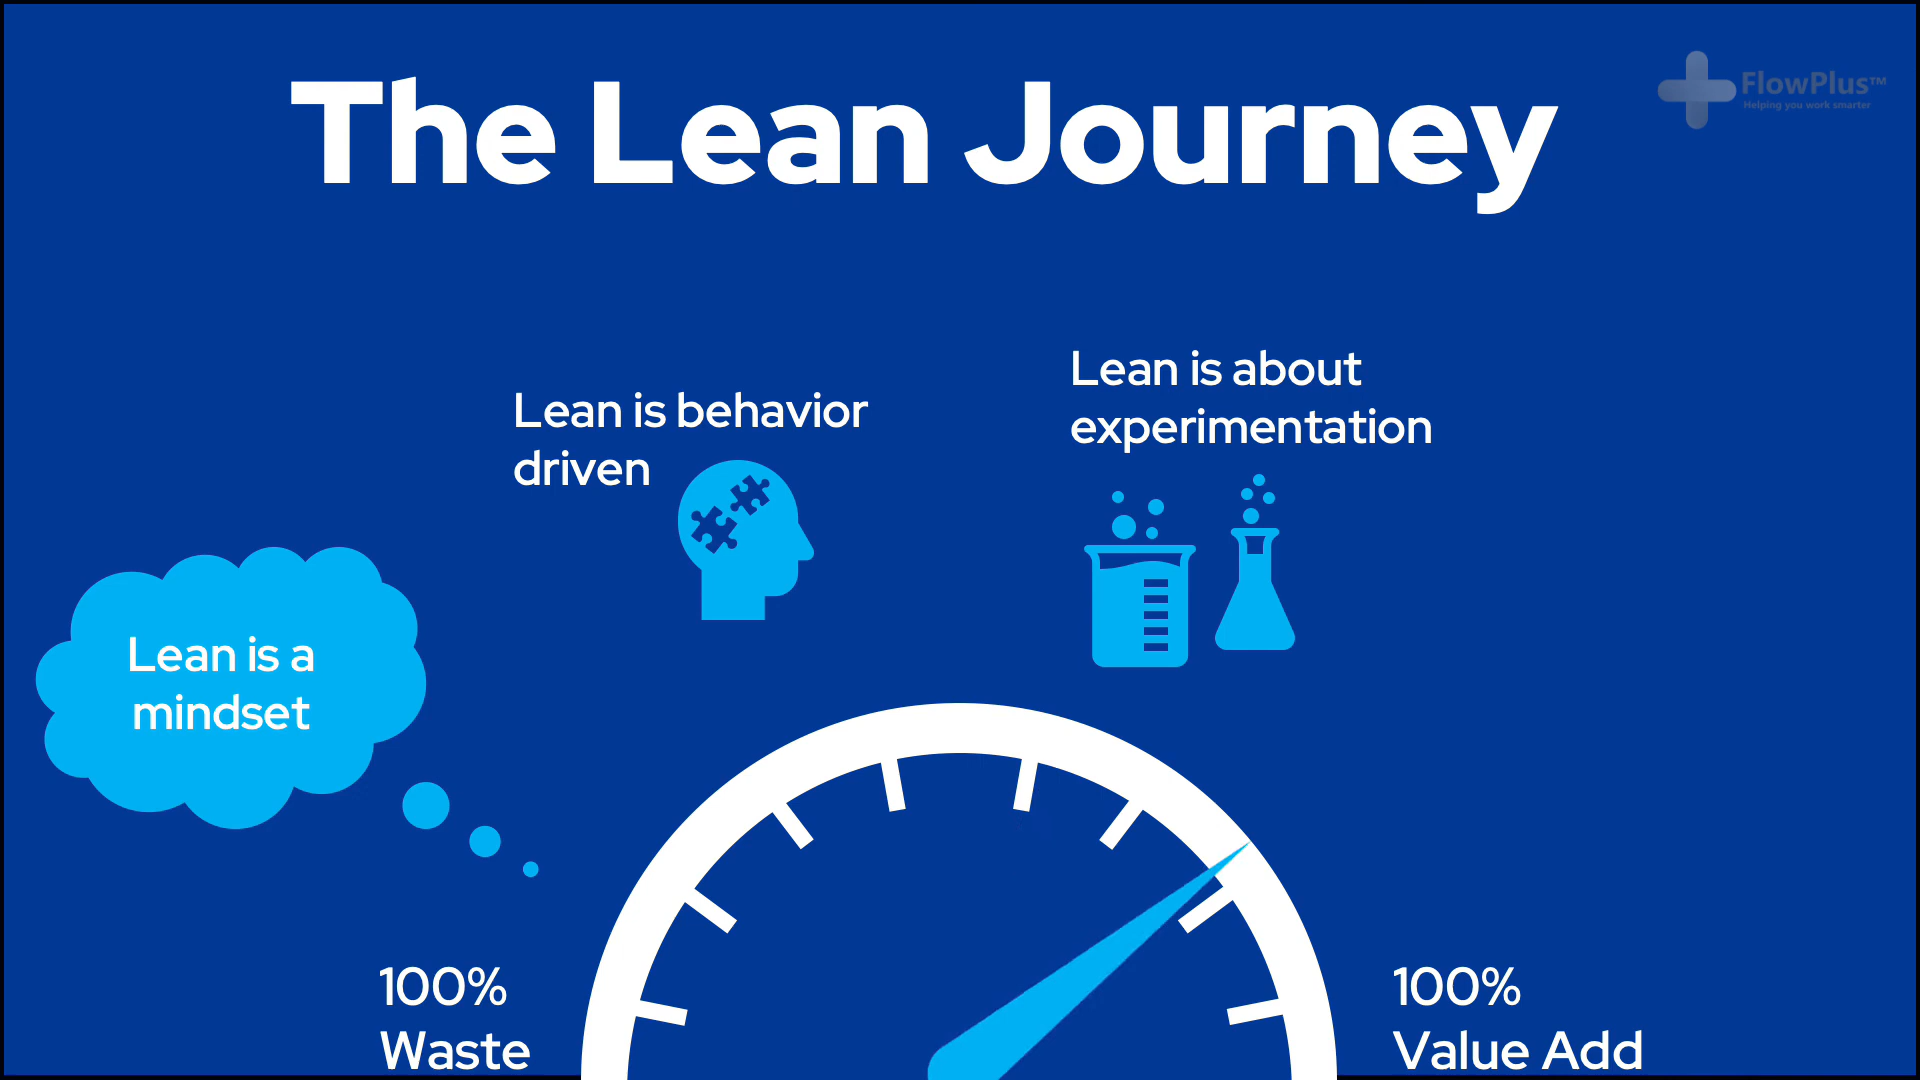 The Lean Journey
FlowPlus™
Helping you work smarter
Lean is about
experimentation
Lean is behavior
driven
Lean is a
mindset
100%
Waste
100%
Value Add